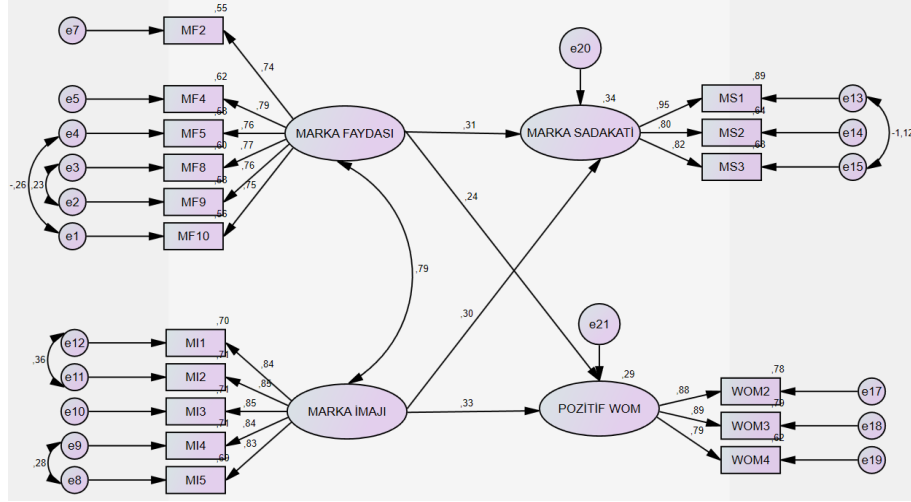 ,55
e7
MF2
e20
,74
,62
,34
,89
e5
MF4
,79
,95
MS1
e13
,58
,64
e4
MF5
,76
MARKA FAYDASI
,31
MARKA SADAKATİ
,80
MS2
e14
-1,12
,60
,77
,82
,68
e3
MF8
MS3
e15
,76
-,26
,23
,58
,75
e2
MF9
,24
,56
e1
MF10
,79
,70
,30
e12
MI1
e21
,71
,84
,36
e11
MI2
,29
,78
,71
,85
,88
WOM2
e17
e10
MI3
,85
MARKA İMAJI
,33
POZİTİF WOM
,79
,71
,84
,89
WOM3
e18
e9
MI4
,83
,79
,62
,28
,69
WOM4
e19
e8
MI5